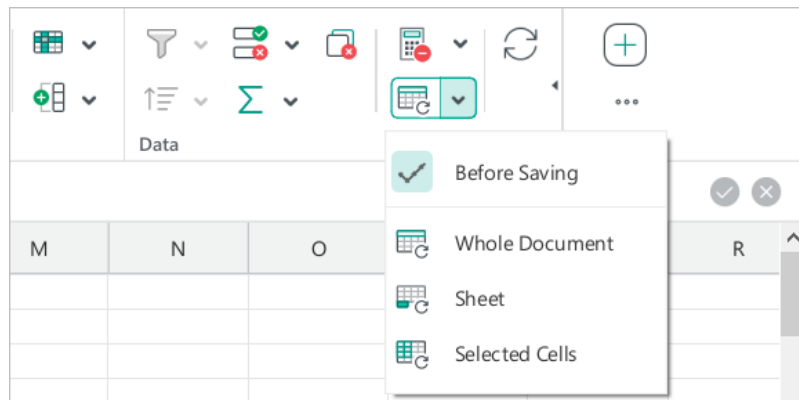 Data
Before Saving
M N O R
Whole Document
Sheet
Selected Cells